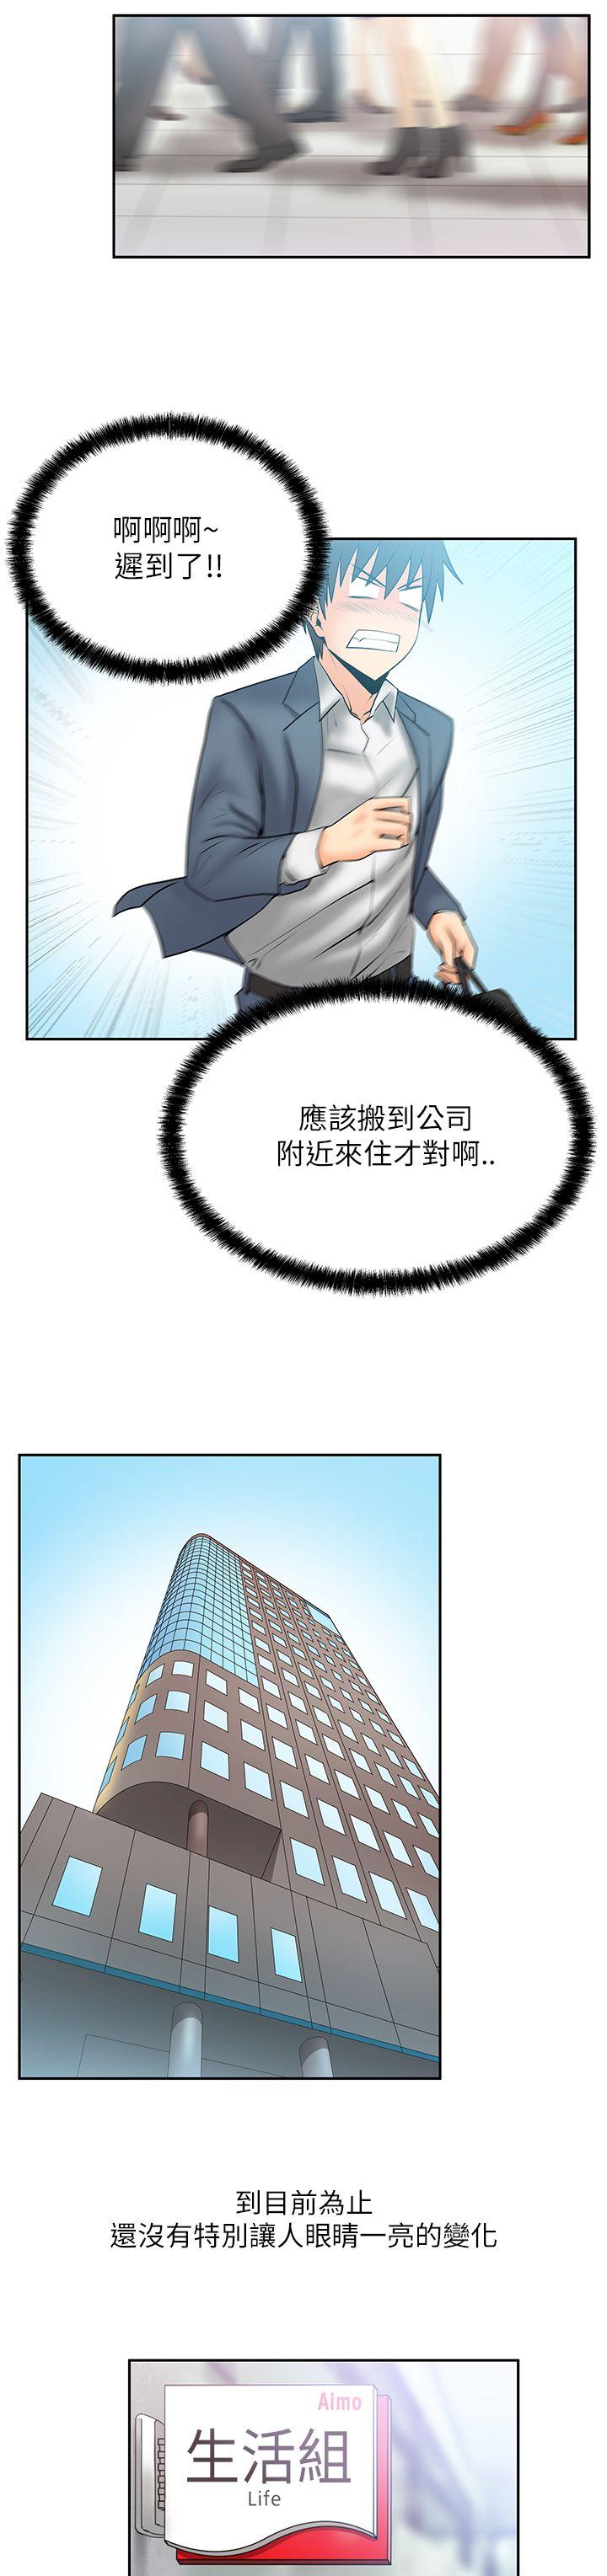 啊啊啊~
遲到了!!
應該搬到公司
附近來住才對啊..
到目前為止
還沒有特別讓人眼睛一亮的變化
Aimo
生活組
Life